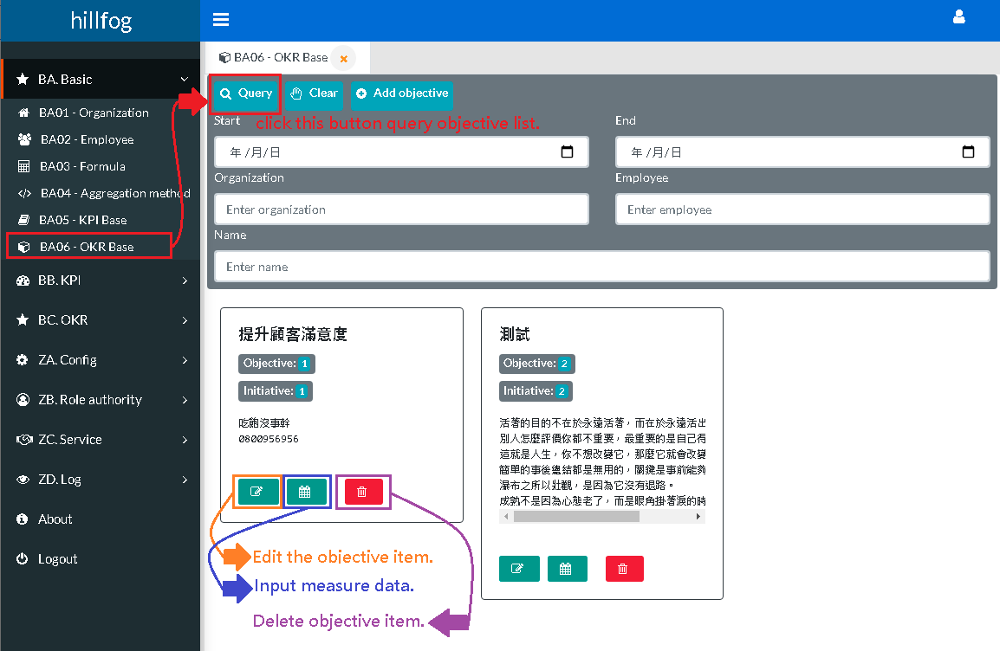 hillfog
BA. Basic
BA01 - Organization
BA02 - Employee
BA03 - Formula
BA04 - Aggregation method
BA05 - KPI Base
BA06 - OKR Base
BB. KPI
BC. OKR
ZA. Config
ZB. Role authority
ZC. Service
ZD. Log
About
Logout
BA06 - OKR Base
Query
Clear
Add objective
click this button query objective list.
Start
End
年 /月/日
年 /月/日
Organization
Employee
Enter organization
Enter employee
Name
Enter name
提升顧客滿意度
Objective: 1
Initiative: 1
吃飽沒事幹
0800956956
Edit the objective item.
Input measure data.
Delete objective item.
測試
Objective: 2
Initiative: 2
活著的目的不在於永遠活著，而在於永遠活出
別人怎麼評價你都不重要，最重要的是自己得
這就是人生，你不想改變它，那麼它就會改變
簡單的事後總結都是無用的，關鍵是事前能夠
瀑布之所以壯觀，是因為它沒有退路。
成熟不是因為心態老了，而是眼角掛著淚的時